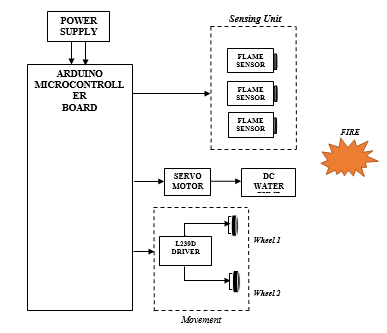 POWER
SUPPLY
Sensing Unit
ARDUINO
MICROCONTROLL
ER
BOARD
FLAME
SENSOR
FLAME
SENSOR
FLAME
SENSOR
FIRE
SERVO
MOTOR
DC
WATER
L239D
DRIVER
Wheel 1
Wheel 2
Movement